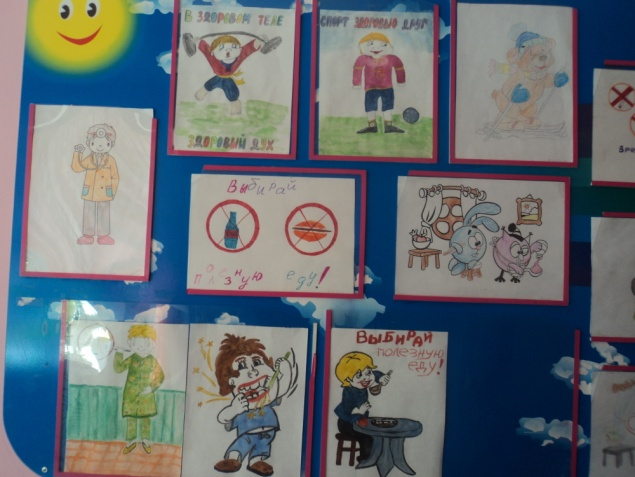 В ЗДОРОВОМ ТЕЛЕ
ЗДОРОВЫЙ ДУХ
СПОРТ ЗДОРОВЬЮ ДРУГ
Выбирай
полезную еду!
Выбирай
полезную
еду!